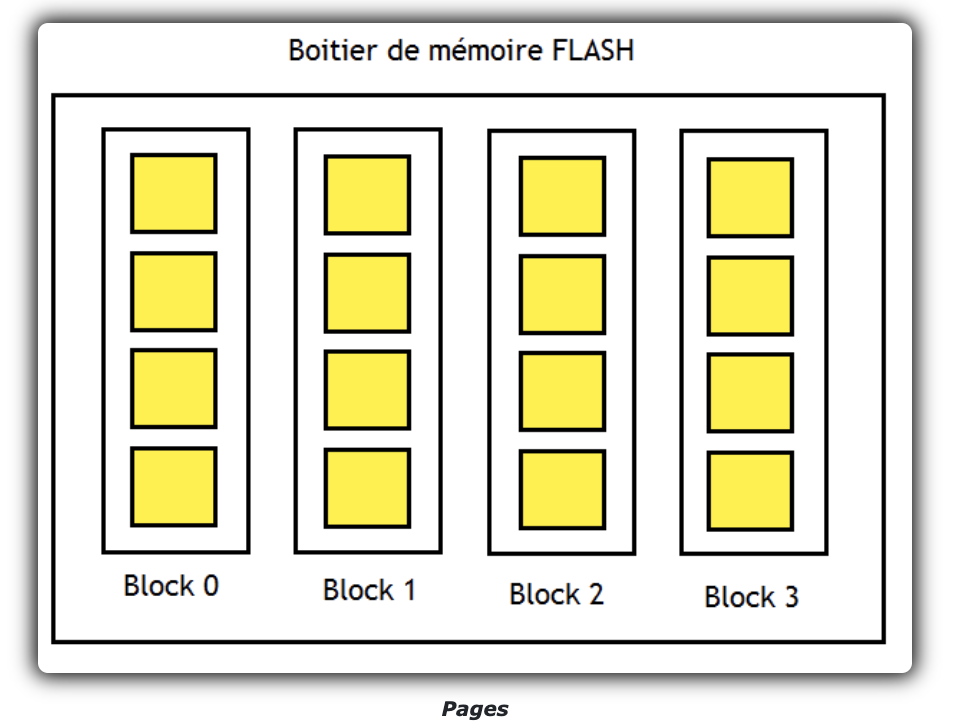 Boitier de mémoire FLASH
Block 0
Block 1
Block 2
Block 3
Pages